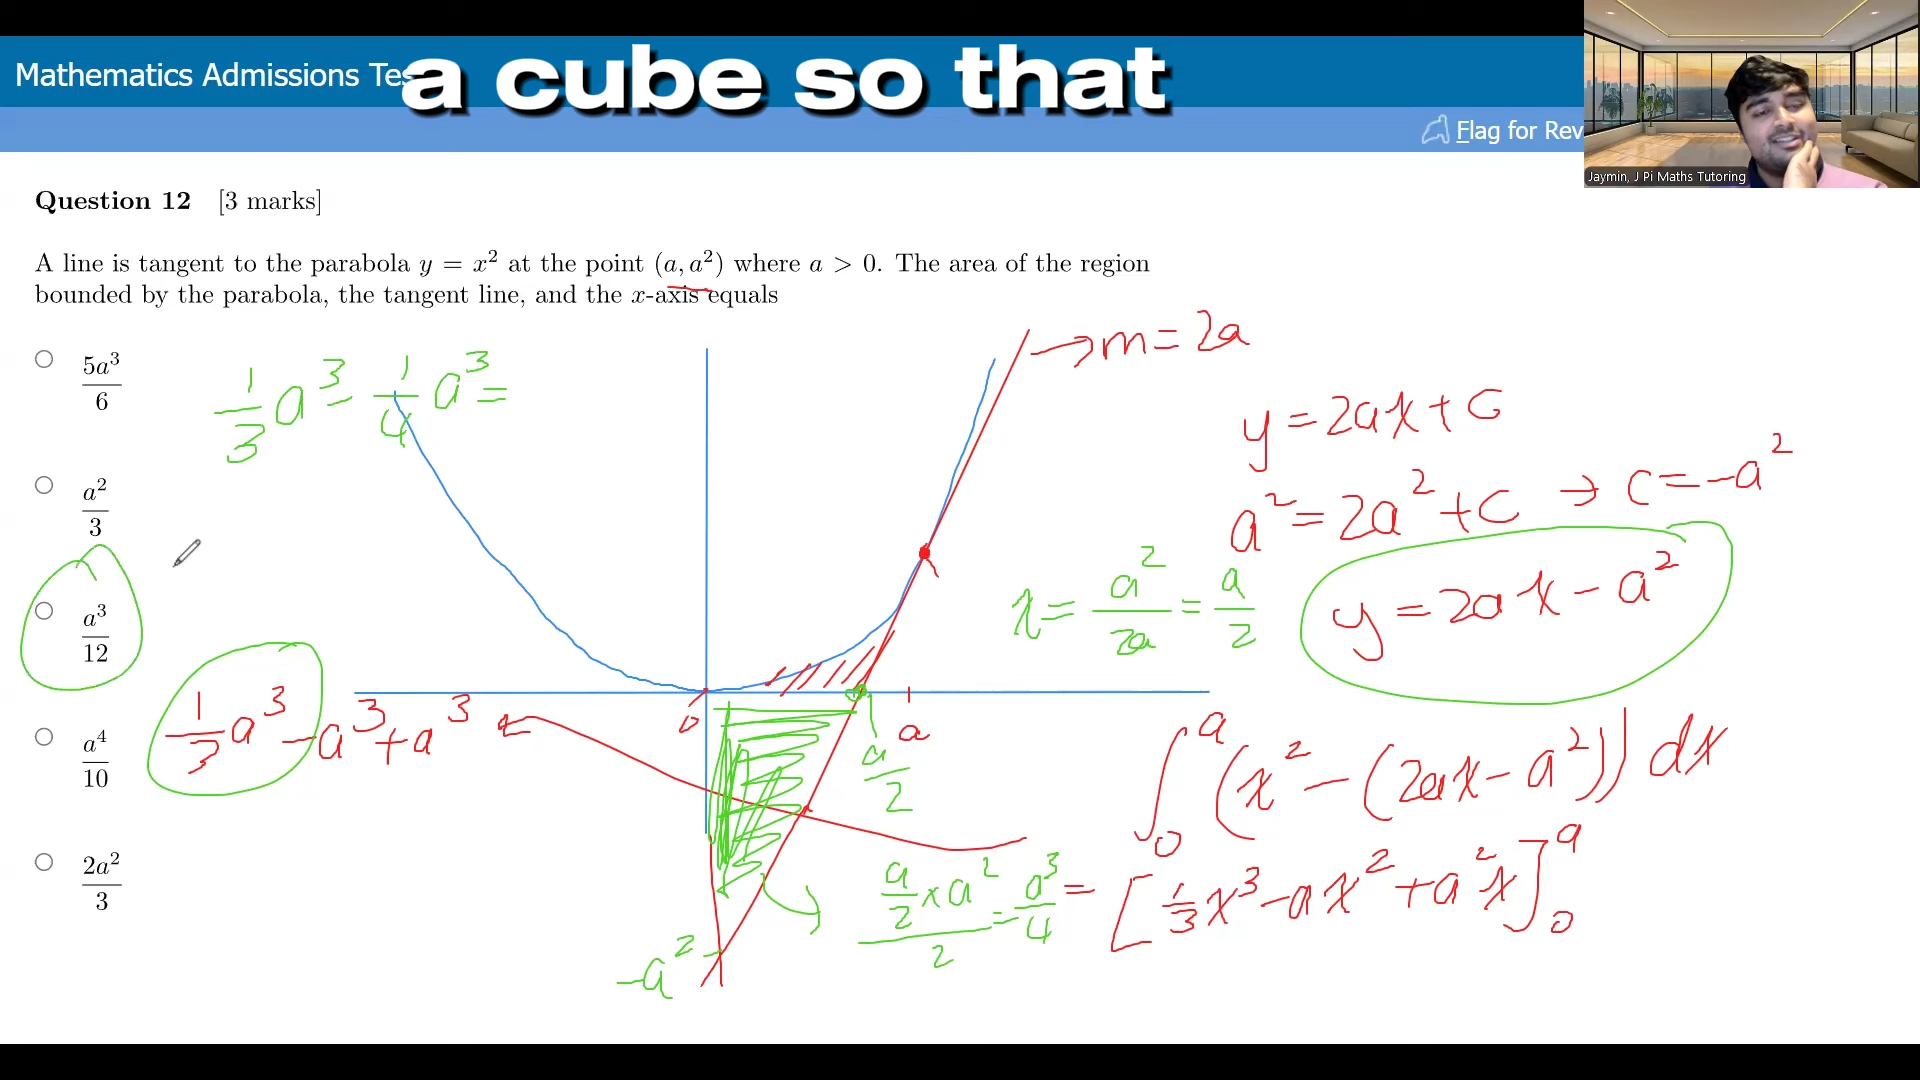 Mathematics Admissions Tes
a cube so that
Flag for Rev
Jaymin, J Pi Maths Tutoring
Question 12 [3 marks]
A line is tangent to the parabola y = x² at the point (a, a²) where a > 0. The area of the region
bounded by the parabola, the tangent line, and the x-axis equals
5a³/6
a²/3
a³/12
a⁴/10
2a²/3
1/3 a³ - 1/4 a³ =
→ m = 2a
y = 2ax + c
a² = 2a² + c → c = -a²
x = a²/2a = a/2
y = 2ax - a²
1/3 a³ - a³ + a³
0
a/2
a
∫₀ᵃ (x² - (2ax - a²)) dx
(a/2 × a²)/2 = a³/4
= [1/3 x³ - ax² + a²x]₀ᵃ
-a²